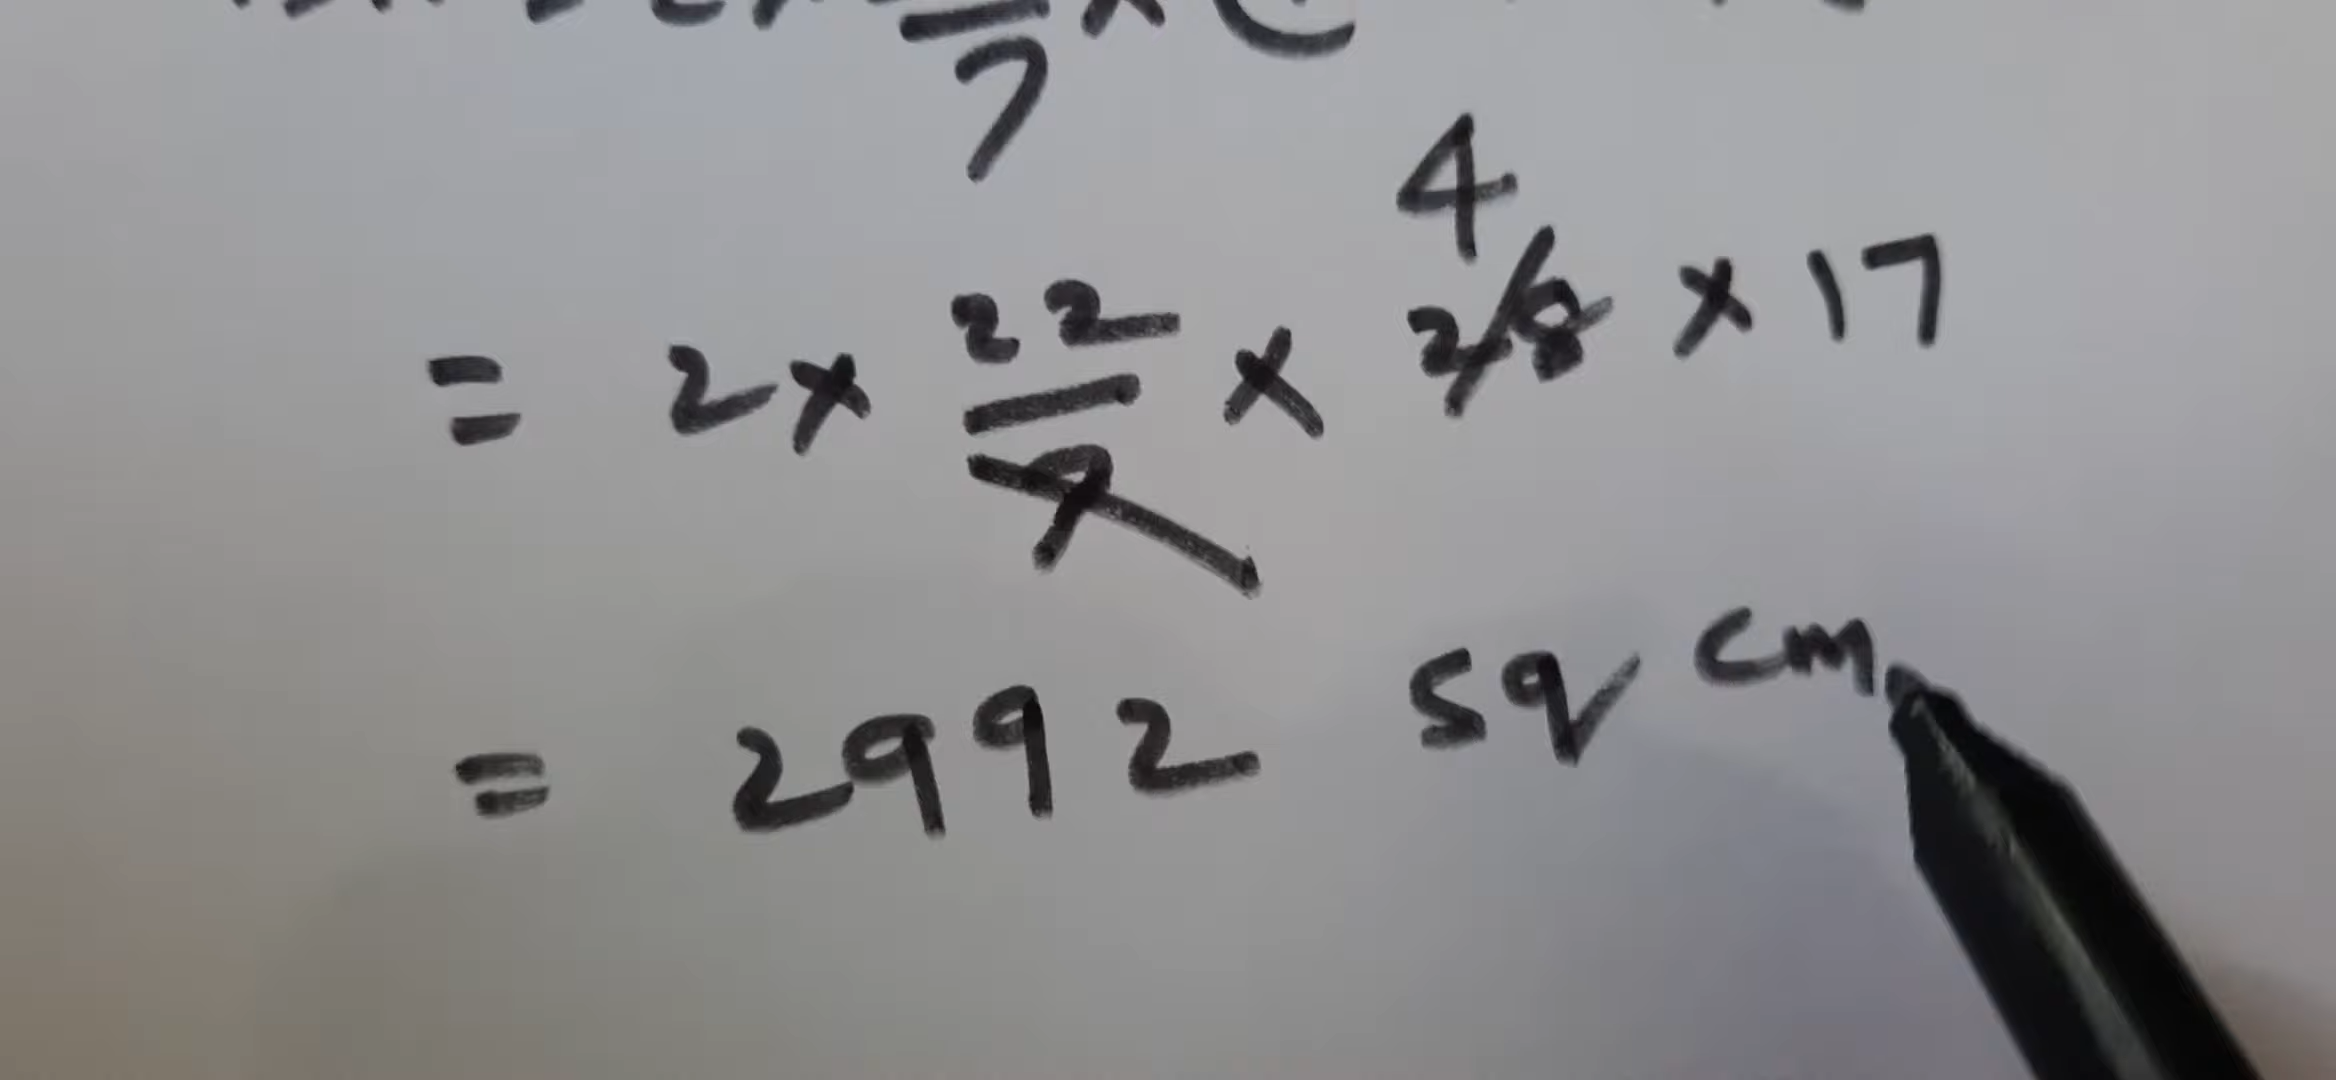 7
4
= 2 × 22/7 × 28 × 17
= 2992 sq cm